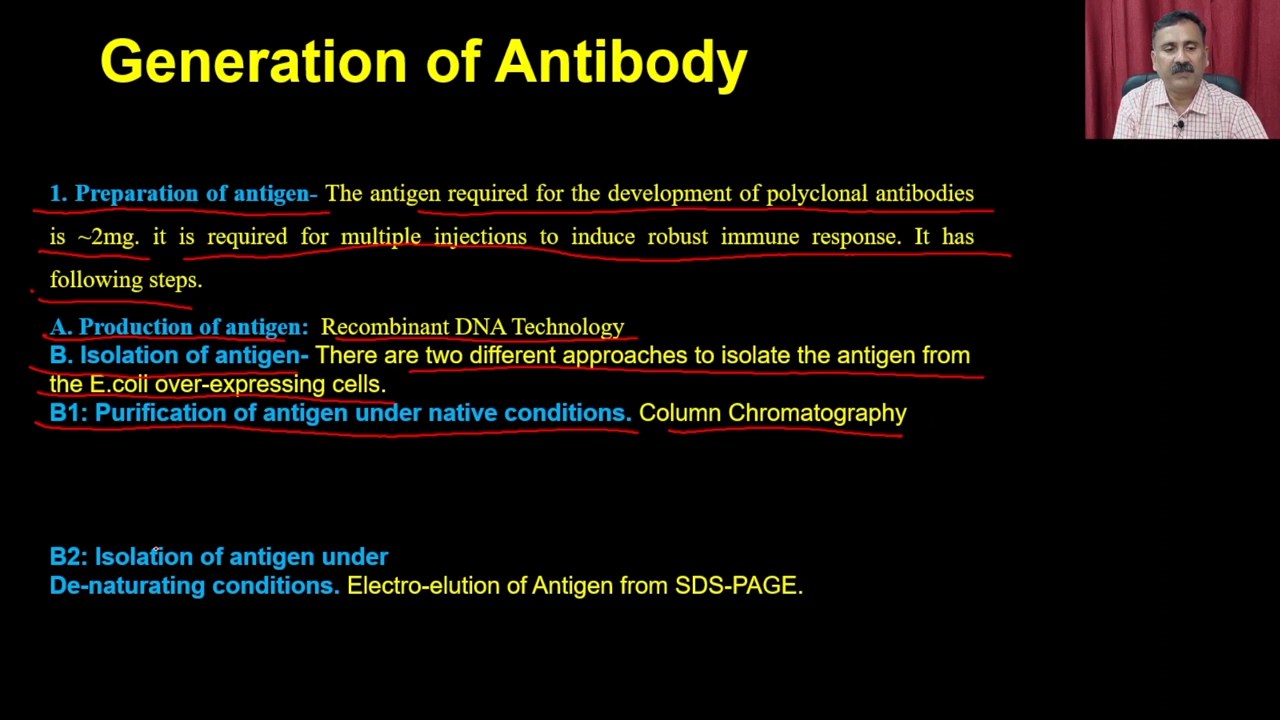 Generation of Antibody
1. Preparation of antigen- The antigen required for the development of polyclonal antibodies
is ~2mg. it is required for multiple injections to induce robust immune response. It has
following steps.
A. Production of antigen: Recombinant DNA Technology
B. Isolation of antigen- There are two different approaches to isolate the antigen from
the E.coli over-expressing cells.
B1: Purification of antigen under native conditions. Column Chromatography
B2: Isolation of antigen under
De-naturating conditions. Electro-elution of Antigen from SDS-PAGE.